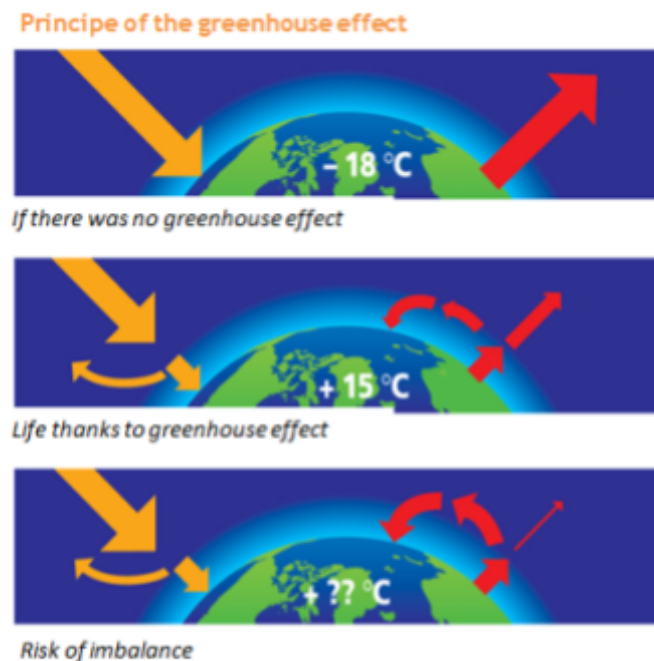 Principe of the greenhouse effect
– 18 °C
If there was no greenhouse effect
+ 15 °C
Life thanks to greenhouse effect
+ ?? °C
Risk of imbalance